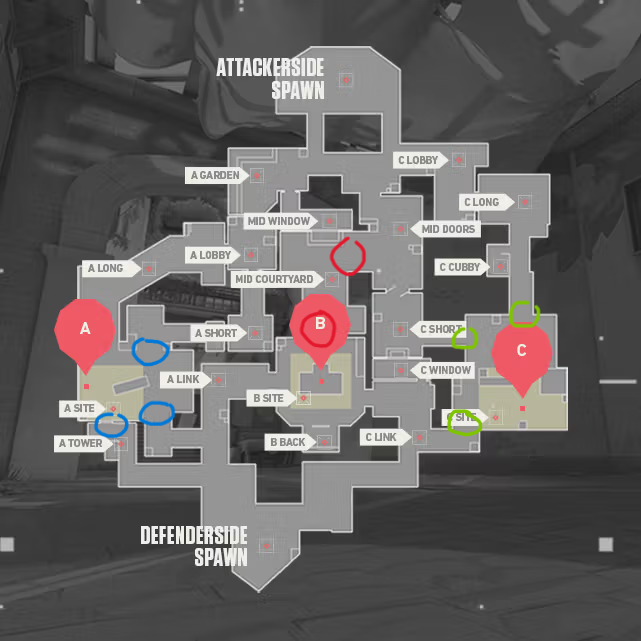 ATTACKERSIDE
SPAWN
C LOBBY
A GARDEN
C LONG
MID WINDOW
MID DOORS
A LOBBY
A LONG
C CUBBY
MID COURTYARD
A
B
A SHORT
C SHORT
C
A LINK
C WINDOW
B SITE
A SITE
SITE
A TOWER
B BACK
C LINK
DEFENDERSIDE
SPAWN